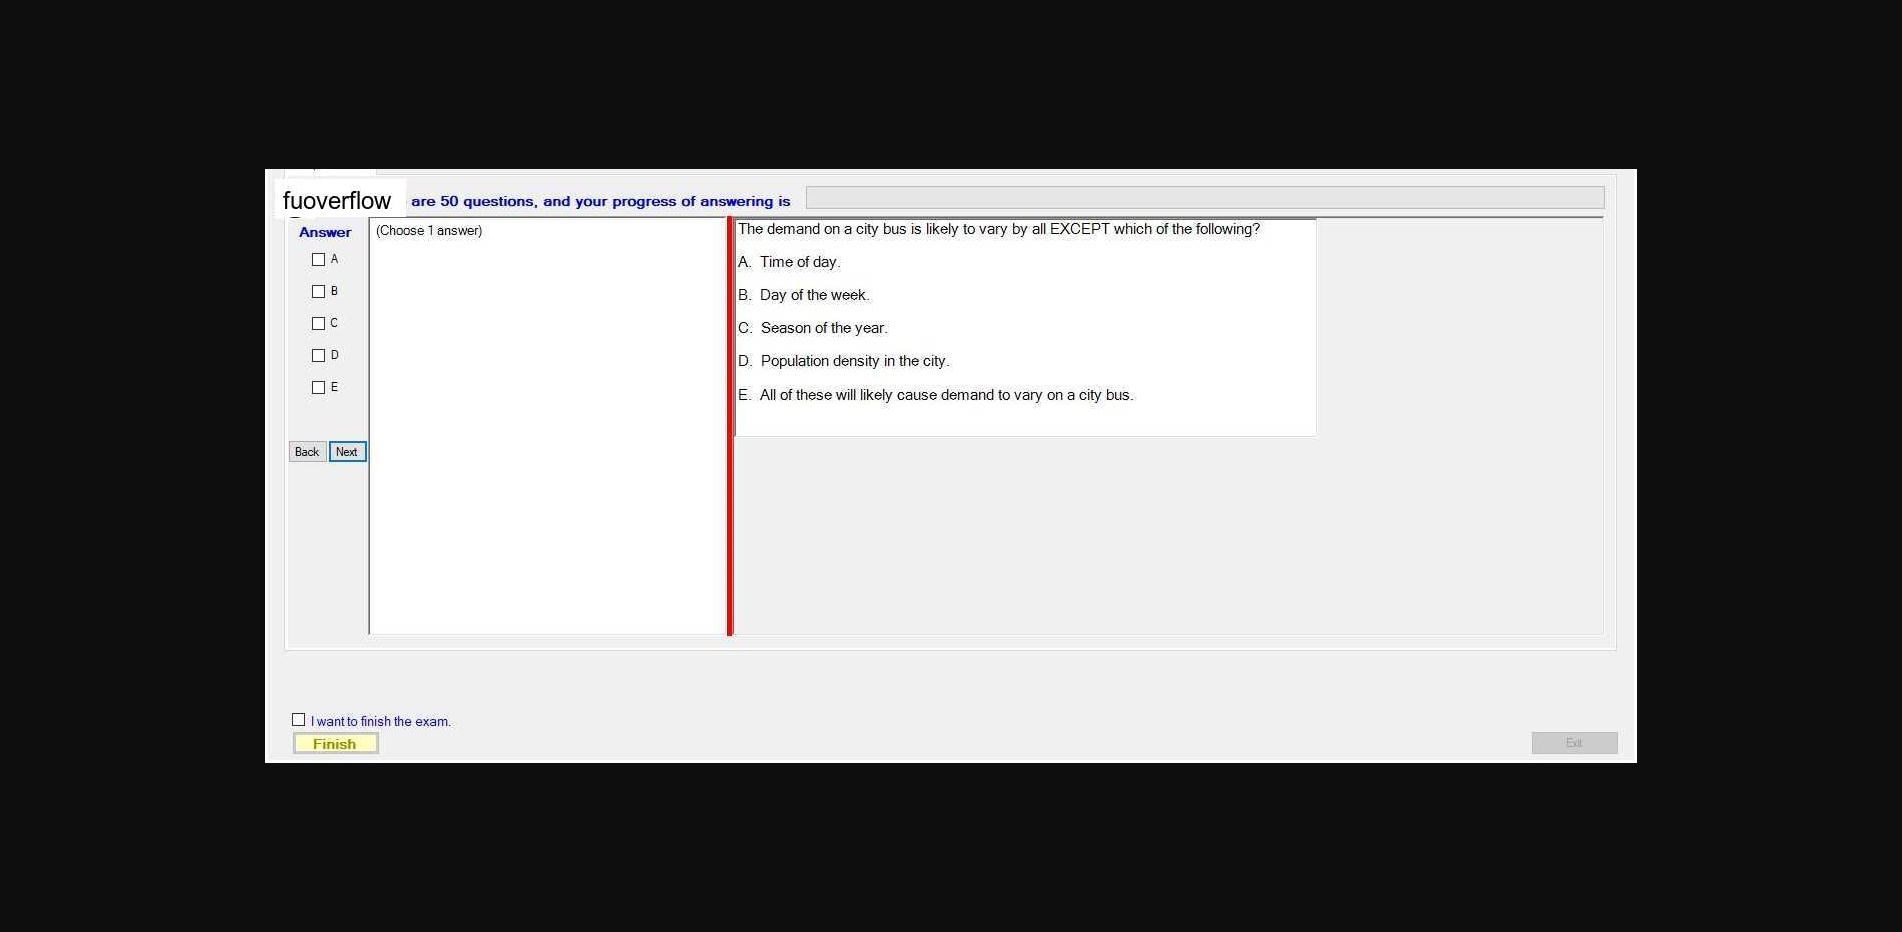 fuoverflow are 50 questions, and your progress of answering is
Answer
A
B
C
D
E
Back Next
(Choose 1 answer)
The demand on a city bus is likely to vary by all EXCEPT which of the following?
A. Time of day.
B. Day of the week.
C. Season of the year.
D. Population density in the city.
E. All of these will likely cause demand to vary on a city bus.
I want to finish the exam.
Finish
Exit